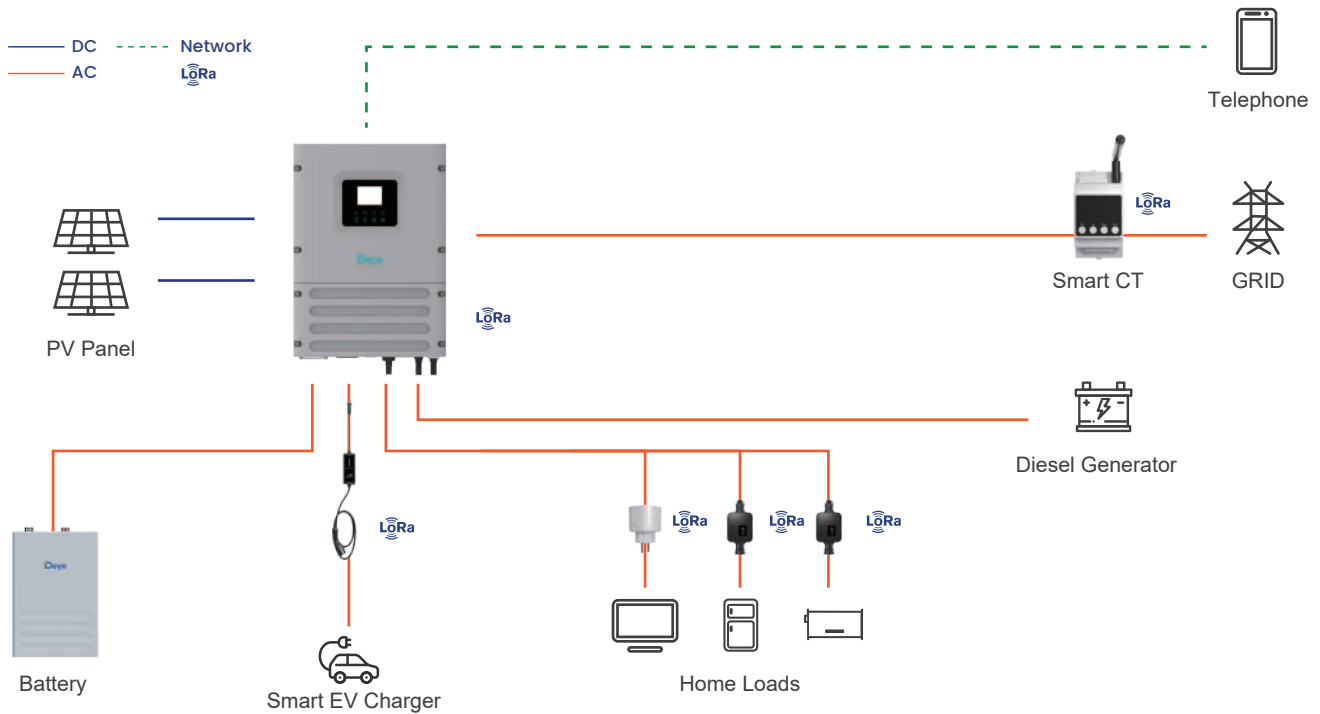 DC
Network
AC
LoRa
Telephone
LoRa
Smart CT
GRID
Deye
LoRa
PV Panel
Diesel Generator
LoRa
LoRa
LoRa
LoRa
Deye
Battery
Smart EV Charger
Home Loads